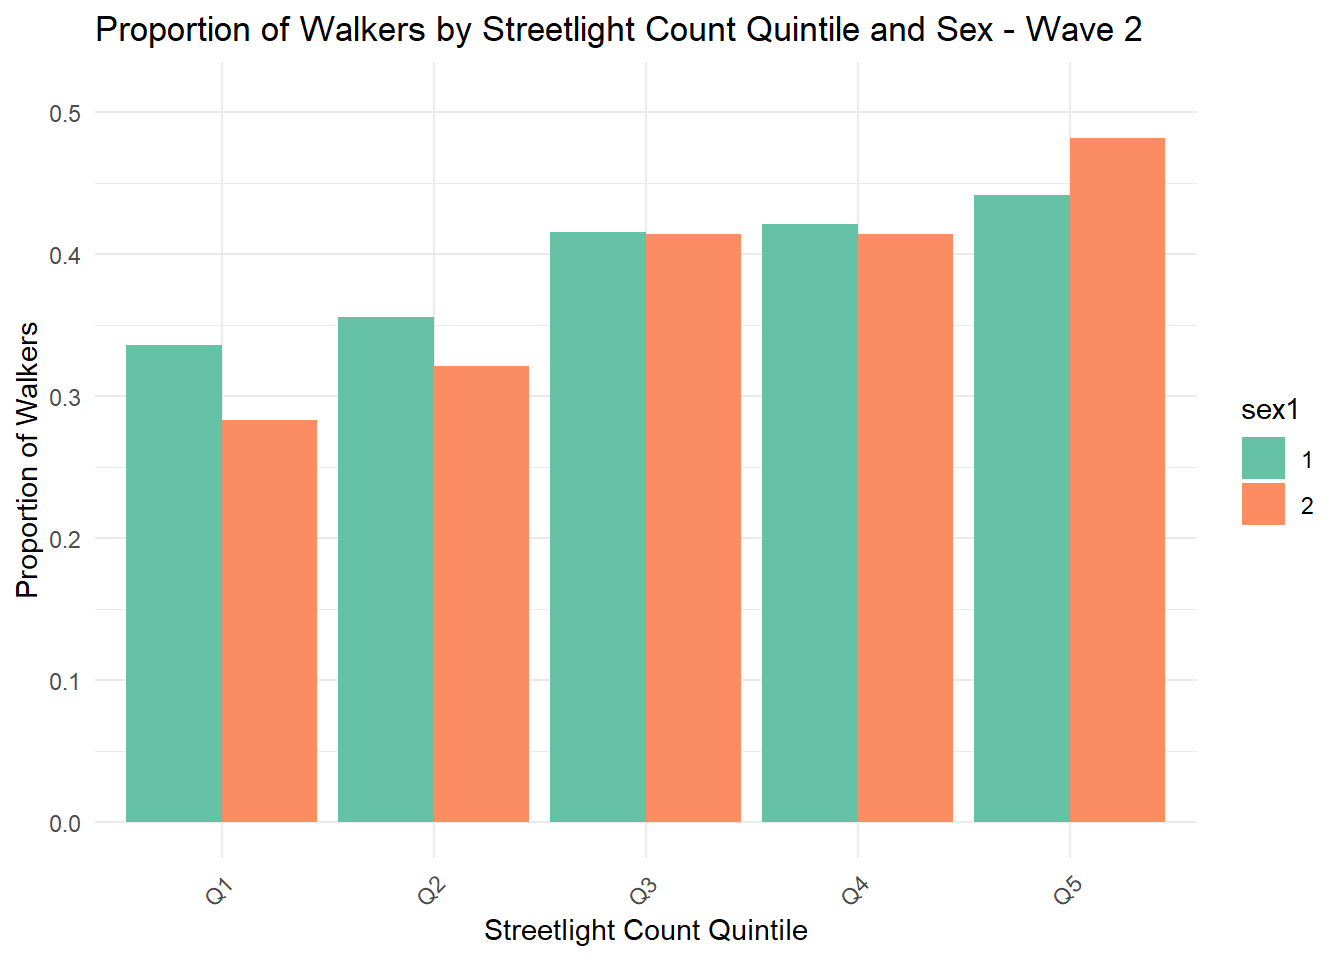 Proportion of Walkers by Streetlight Count Quintile and Sex - Wave 2
0.5
0.4
0.3
0.2
0.1
0.0
Proportion of Walkers
Q1
Q2
Q3
Q4
Q5
Streetlight Count Quintile
sex1
1
2